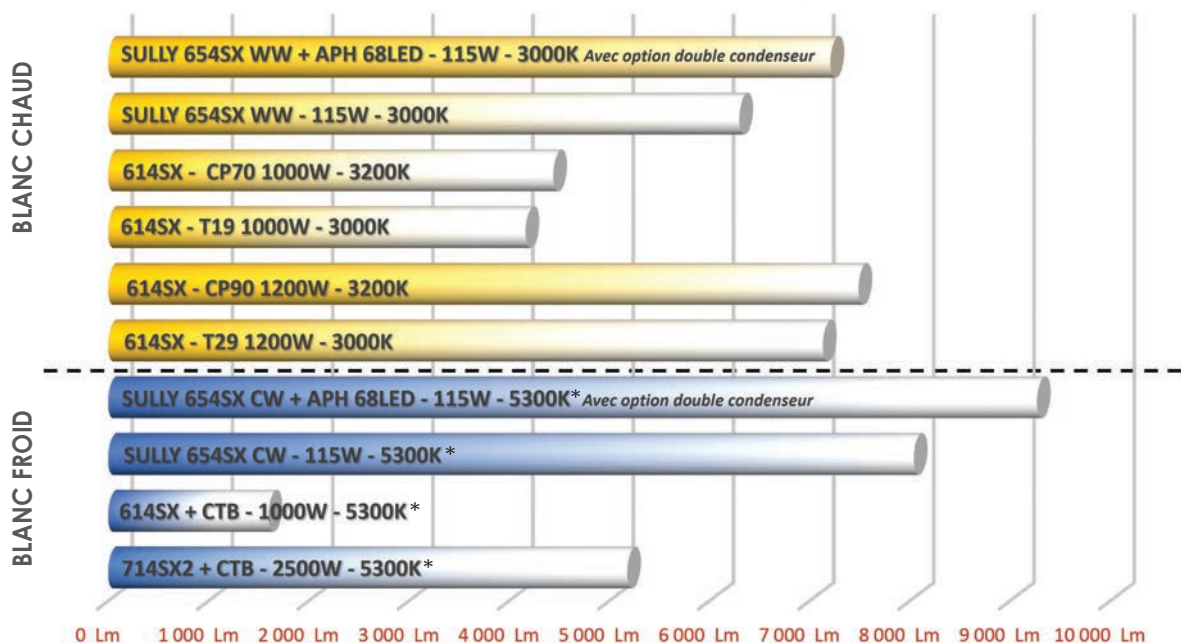 BLANC CHAUD
SULLY 654SX WW + APH 68LED - 115W - 3000K Avec option double condenseur
SULLY 654SX WW - 115W - 3000K
614SX - CP70 1000W - 3200K
614SX - T19 1000W - 3000K
614SX - CP90 1200W - 3200K
614SX - T29 1200W - 3000K
BLANC FROID
SULLY 654SX CW + APH 68LED - 115W - 5300K* Avec option double condenseur
SULLY 654SX CW - 115W - 5300K*
614SX + CTB - 1000W - 5300K*
714SX2 + CTB - 2500W - 5300K*
0 Lm 1 000 Lm 2 000 Lm 3 000 Lm 4 000 Lm 5 000 Lm 6 000 Lm 7 000 Lm 8 000 Lm 9 000 Lm 10 000 Lm